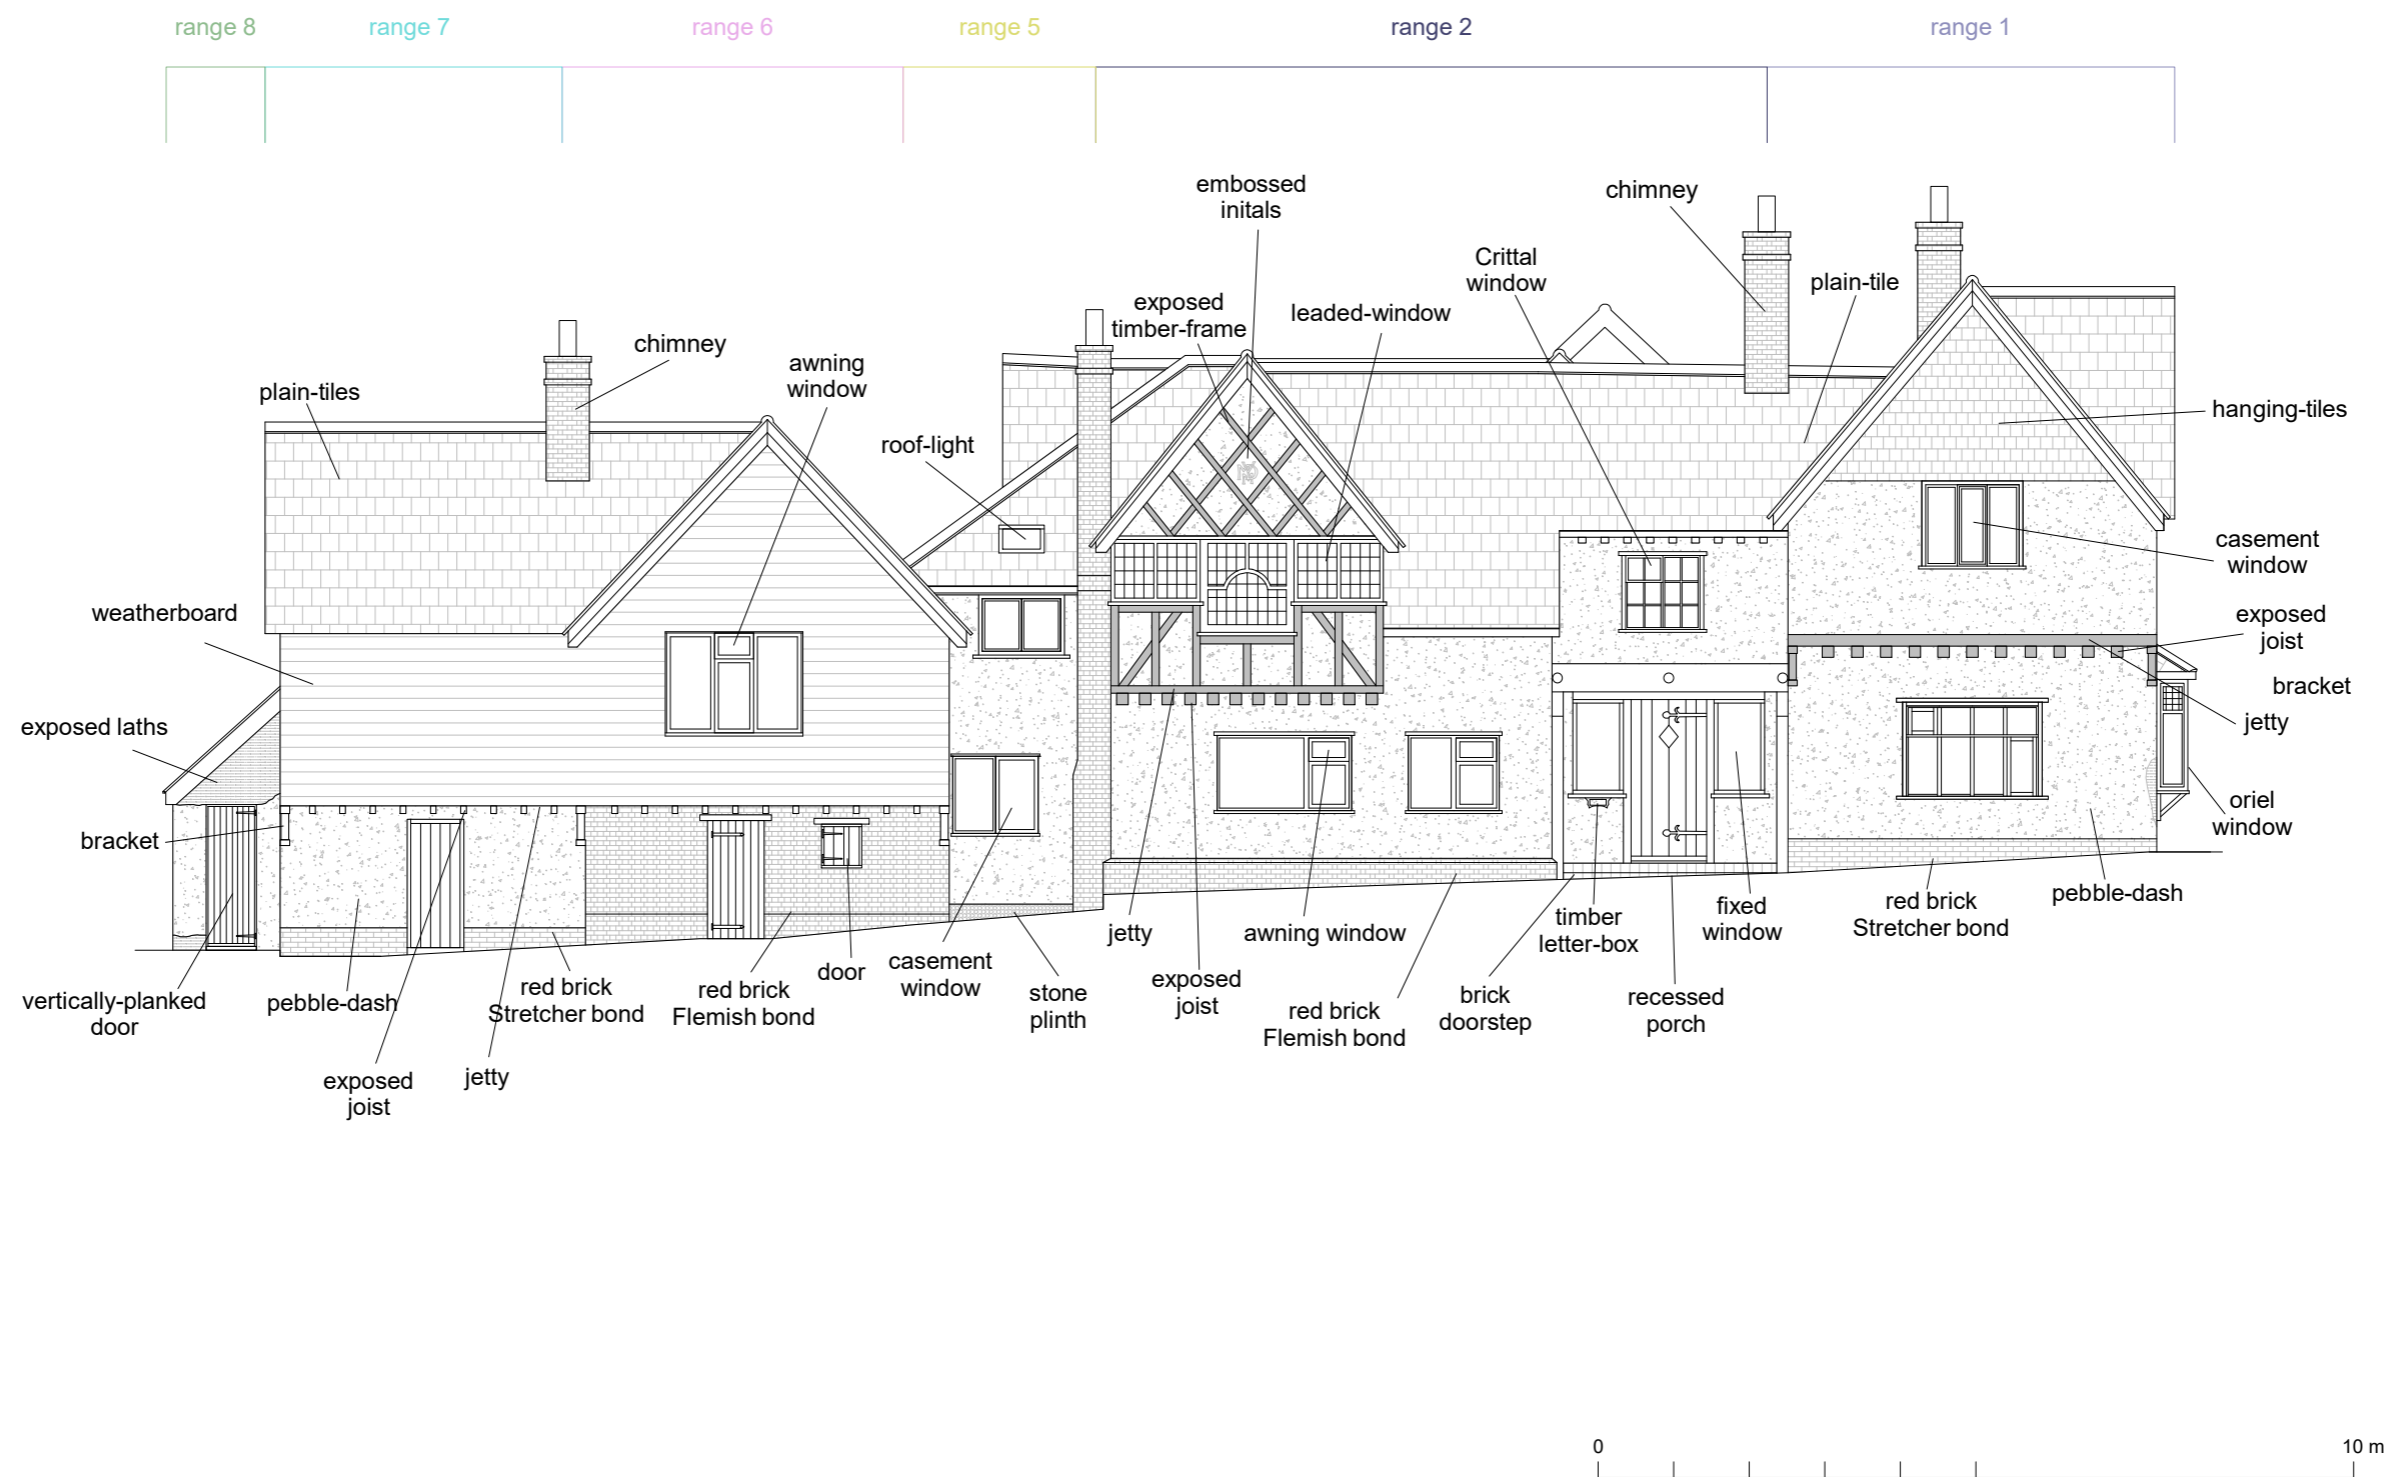 range 8
range 7
range 6
range 5
range 2
range 1
embossed
initals
chimney
Crittal
window
plain-tile
exposed
timber-frame
leaded-window
chimney
awning
window
plain-tiles
hanging-tiles
roof-light
casement
window
weatherboard
exposed
joist
bracket
exposed laths
jetty
oriel
window
bracket
pebble-dash
red brick
Stretcher bond
fixed
window
timber
letter-box
jetty
awning window
casement
window
door
exposed
joist
stone
plinth
red brick
Flemish bond
red brick
Stretcher bond
pebble-dash
vertically-planked
door
brick
doorstep
recessed
porch
red brick
Flemish bond
exposed
joist
jetty
0
10 m